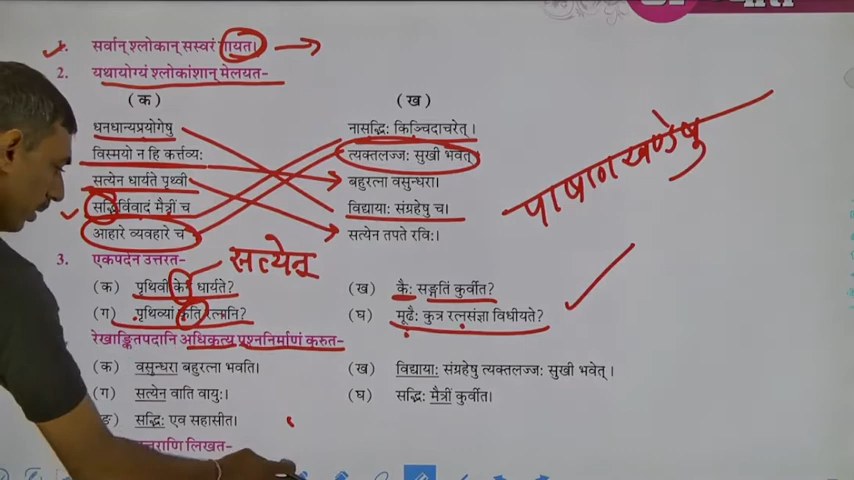 सर्वान् श्लोकान् सस्वरं गायत।
2. यथायोग्यं श्लोकांशान् मेलयत-
(क) (ख)
धनधान्यप्रयोगेषु नासद्भिः किञ्चिदाचरेत्।
विस्मयो न हि कर्त्तव्यः त्यक्तलज्जः सुखी भवेत्
सत्येन धार्यते पृथ्वी बहुरत्ना वसुन्धरा।
सद्भिर्विवादं मैत्रीं च विद्यायाः संग्रहेषु च।
आहारे व्यवहारे च सत्येन तपते रविः।
पाषाणखण्डेषु
3. एकपदेन उत्तरत- सत्येन
(क) पृथिवी केन धार्यते? (ख) कैः सङ्गतिं कुर्वीत?
(ग) पृथिव्यां कति रत्नानि? (घ) मूढैः कुत्र रत्नसंज्ञा विधीयते?
रेखाङ्कितपदानि अधिकृत्य प्रश्ननिर्माणं कुरुत-
(क) वसुन्धरा बहुरत्ना भवति। (ख) विद्यायाः संग्रहेषु त्यक्तलज्जः सुखी भवेत्।
(ग) सत्येन वाति वायुः। (घ) सद्भिः मैत्रीं कुर्वीत।
सद्भिः एव सहासीत।
लिखत-